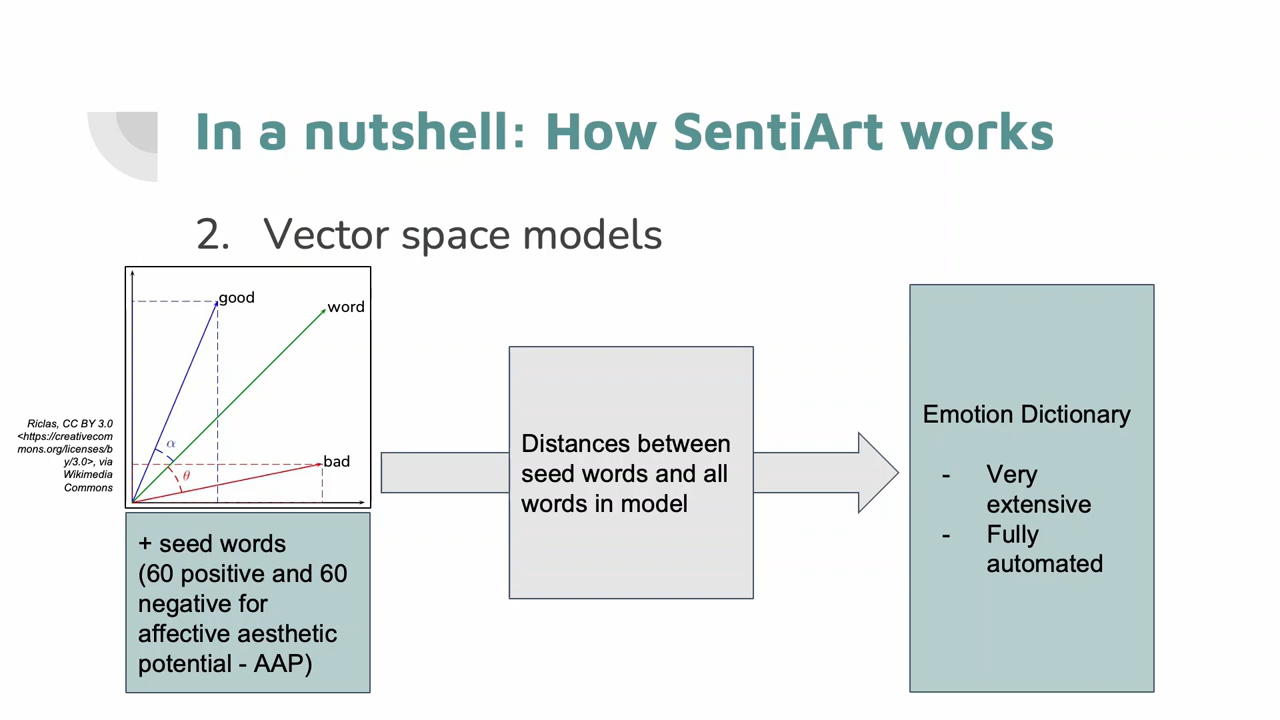 In a nutshell: How SentiArt works
2. Vector space models
good
word
α
θ
bad
Riclas, CC BY 3.0
<https://creativecom
mons.org/licenses/b
y/3.0>, via
Wikimedia
Commons
+ seed words
(60 positive and 60
negative for
affective aesthetic
potential - AAP)
Distances between
seed words and all
words in model
Emotion Dictionary
- Very
extensive
- Fully
automated